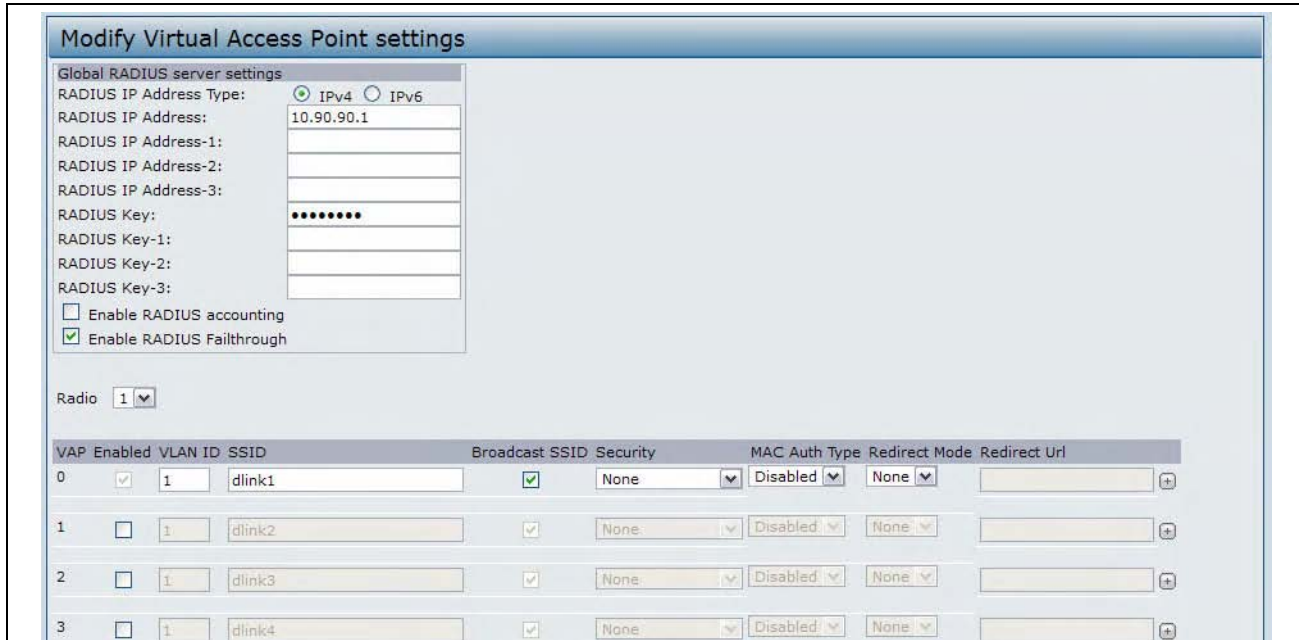 Modify Virtual Access Point settings
Global RADIUS server settings
RADIUS IP Address Type: IPv4 IPv6
RADIUS IP Address: 10.90.90.1
RADIUS IP Address-1:
RADIUS IP Address-2:
RADIUS IP Address-3:
RADIUS Key: ••••••••
RADIUS Key-1:
RADIUS Key-2:
RADIUS Key-3:
Enable RADIUS accounting
Enable RADIUS Failthrough
Radio 1
VAP Enabled VLAN ID SSID Broadcast SSID Security MAC Auth Type Redirect Mode Redirect Url
0 1 dlink1 None Disabled None
1 1 dlink2 None Disabled None
2 1 dlink3 None Disabled None
3 1 dlink4 None Disabled None